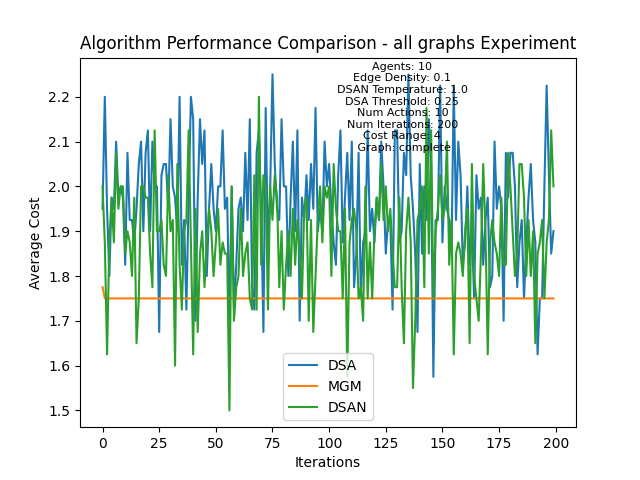 Algorithm Performance Comparison - all graphs Experiment
Agents: 10
Edge Density: 0.1
DSAN Temperature: 1.0
DSA Threshold: 0.25
Num Actions: 10
Num Iterations: 200
Cost Range: 4
Graph: complete
2.2
2.1
2.0
1.9
1.8
1.7
1.6
1.5
Average Cost
DSA
MGM
DSAN
0
25
50
75
100
125
150
175
200
Iterations